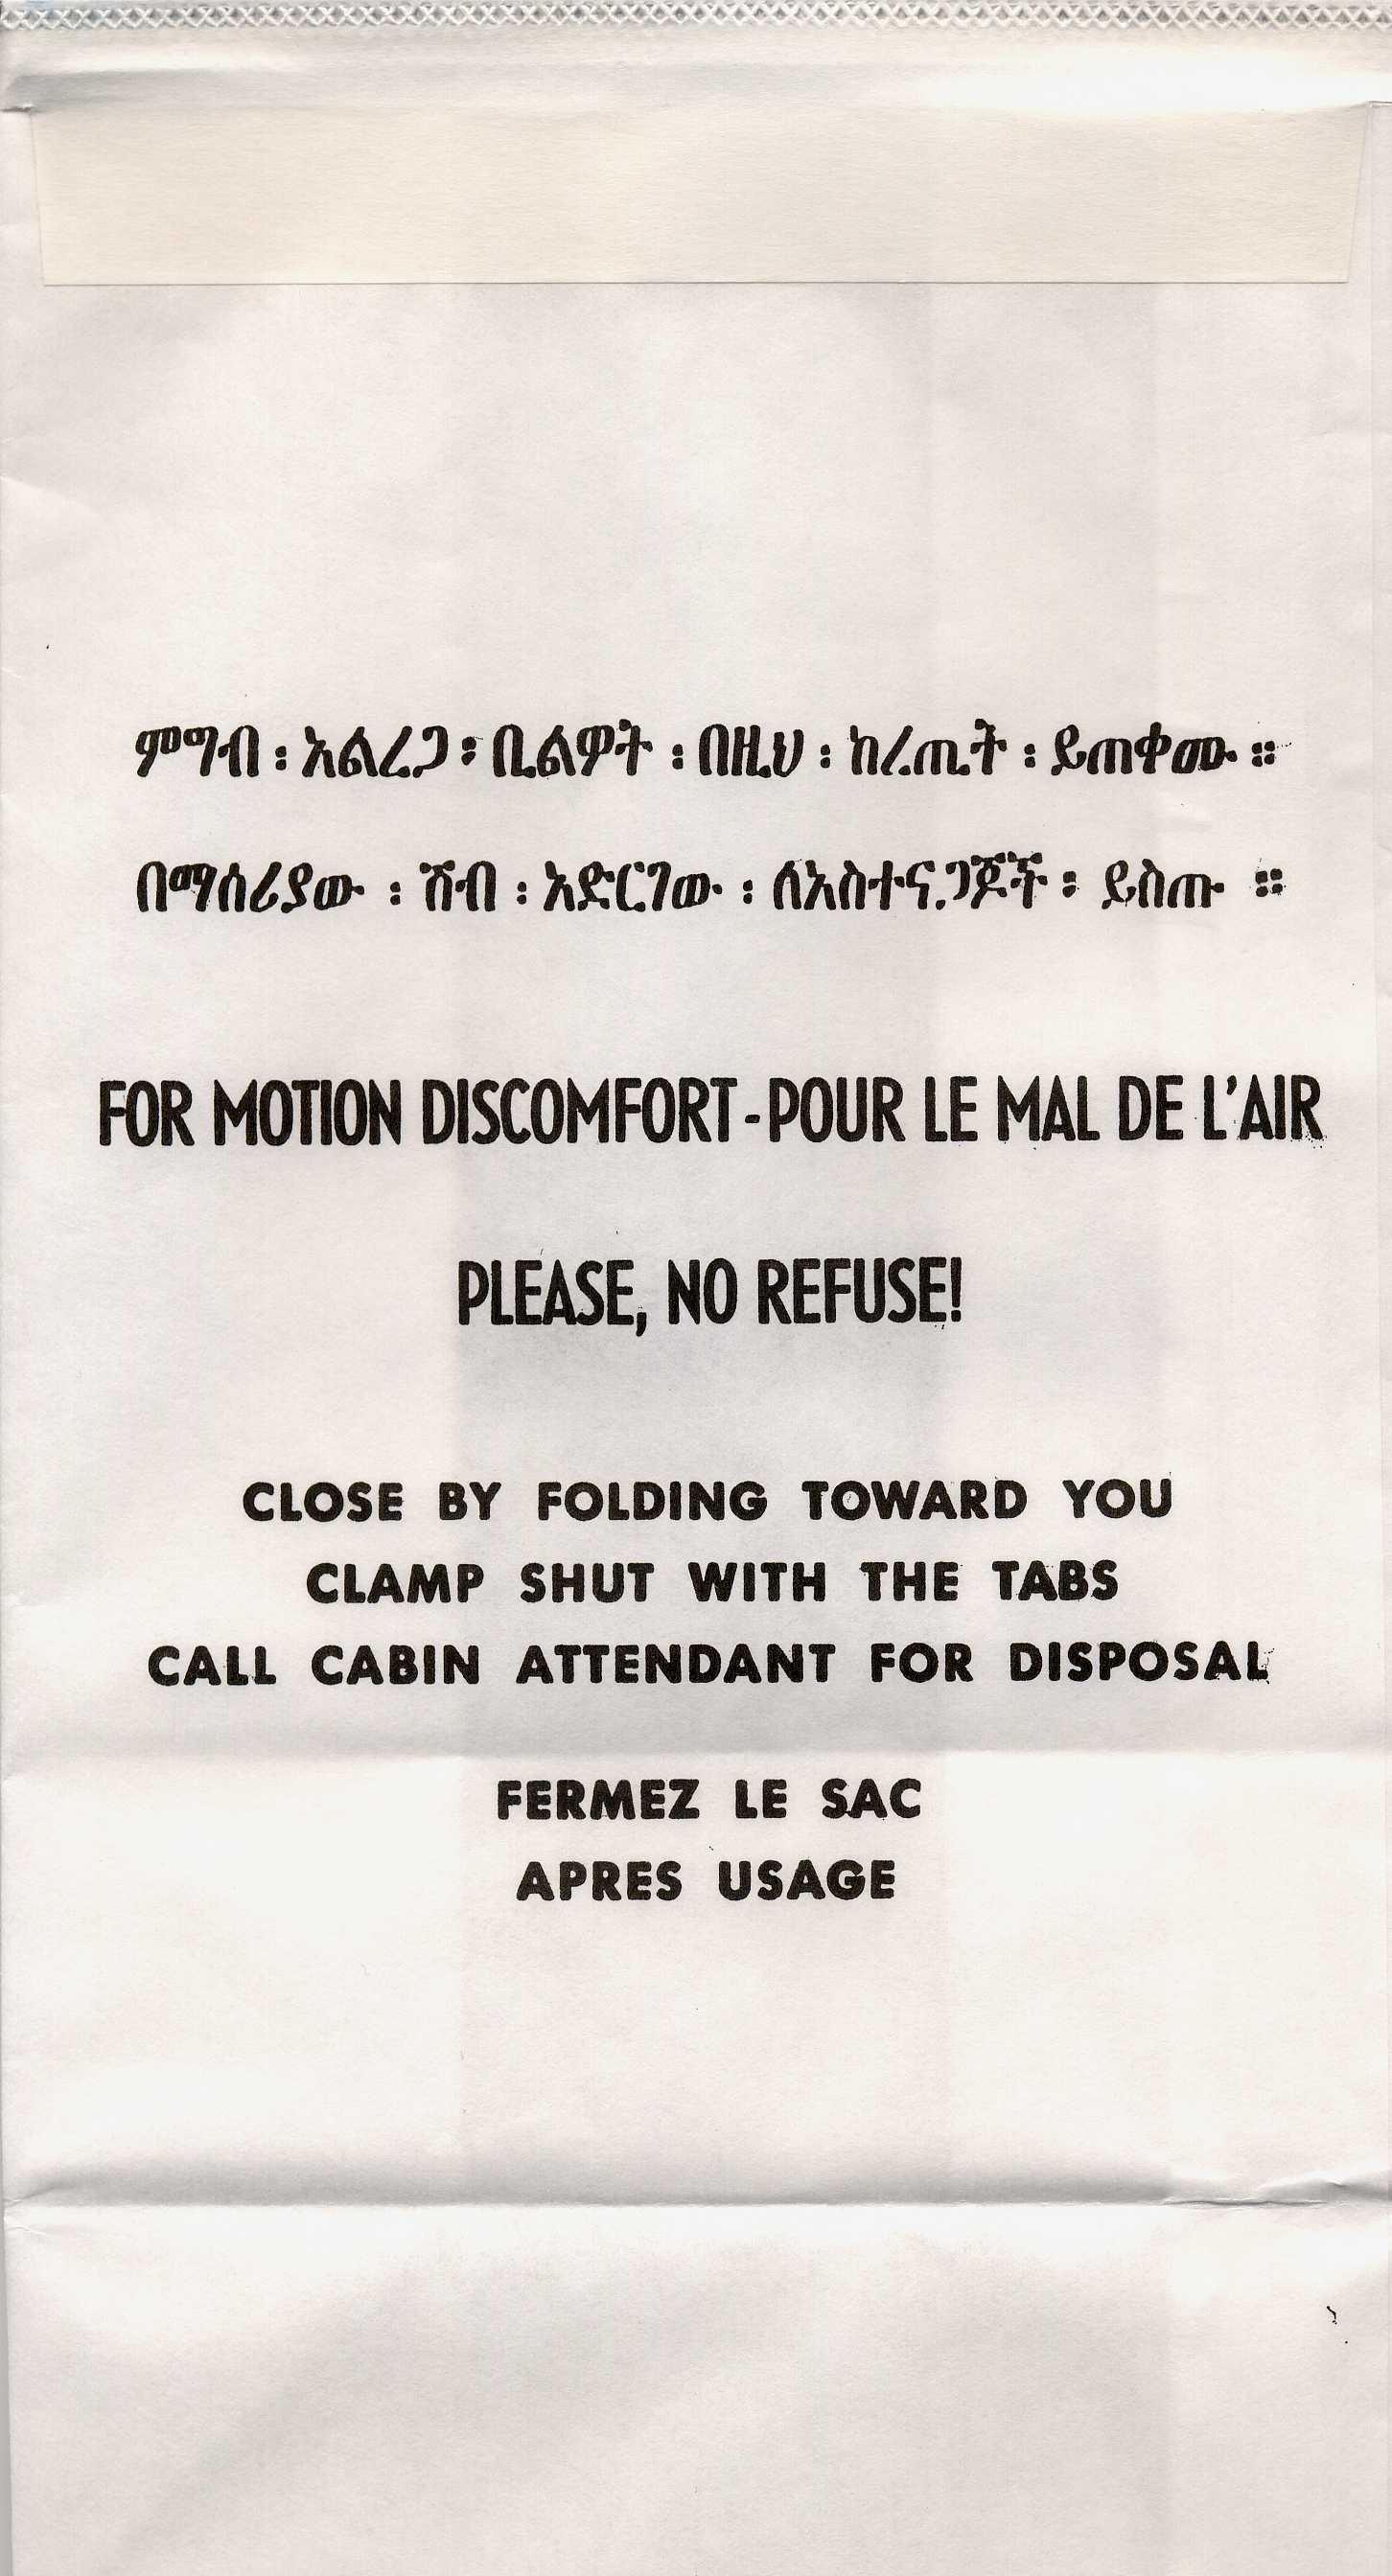 ምግብ ፡ አልረጋ ፡ ቢልዎት ፡ በዚህ ፡ ከረጢት ፡ ይጠቀሙ ።
በማሰሪያው ፡ ሸብ ፡ አድርገው ፡ ለአስተናጋጆች ፡ ይስጡ ።
FOR MOTION DISCOMFORT-POUR LE MAL DE L'AIR
PLEASE, NO REFUSE!
CLOSE BY FOLDING TOWARD YOU
CLAMP SHUT WITH THE TABS
CALL CABIN ATTENDANT FOR DISPOSAL
FERMEZ LE SAC
APRES USAGE